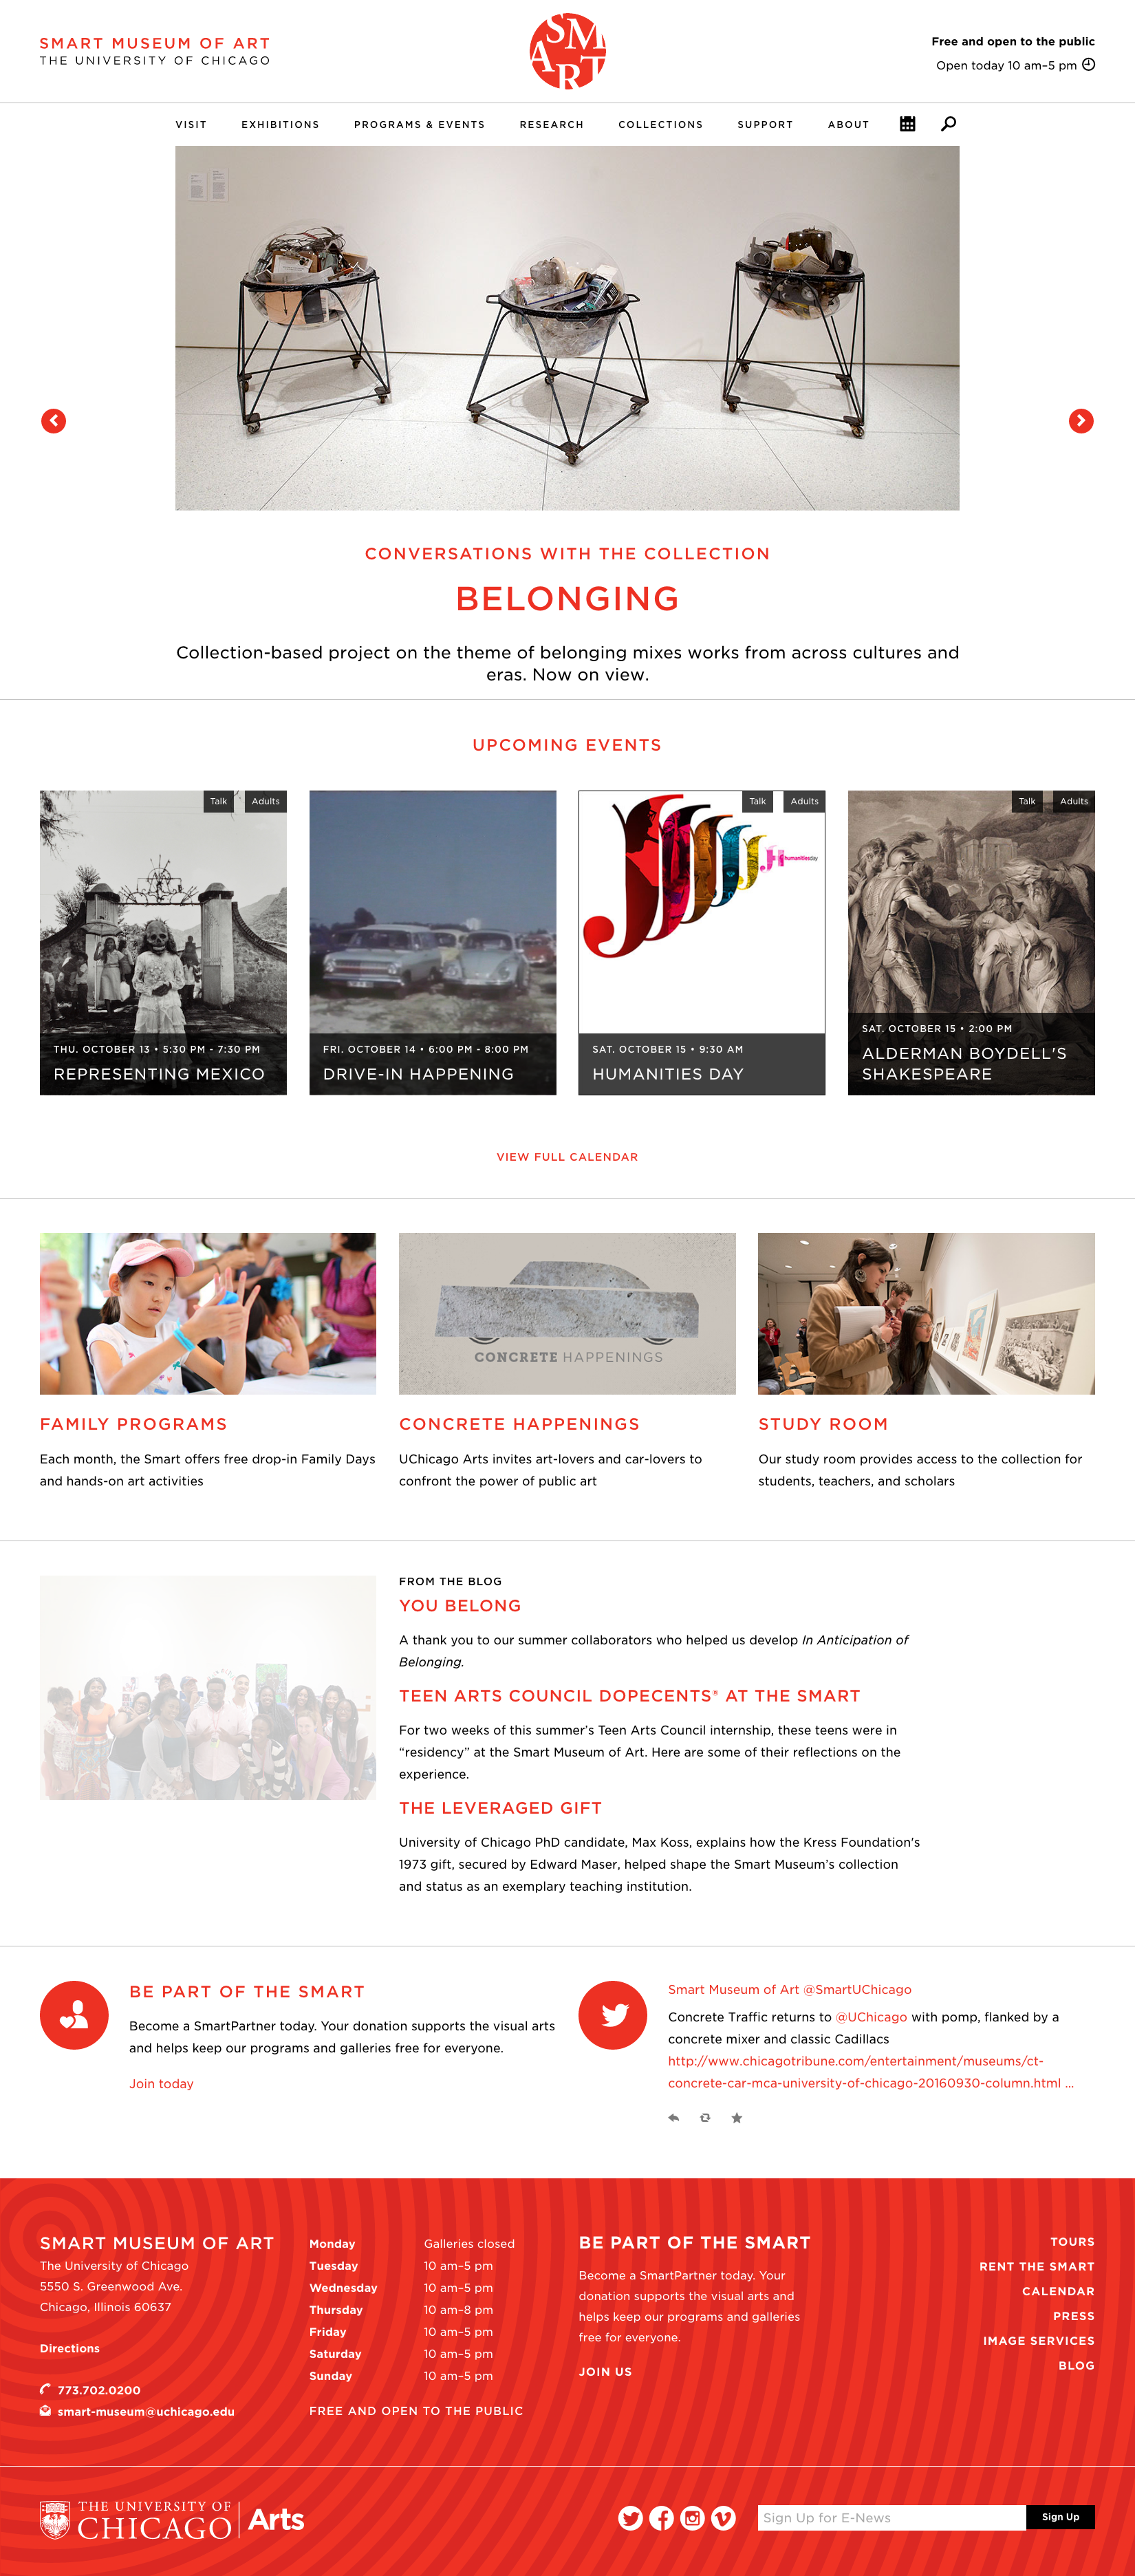 SMART MUSEUM OF ART
THE UNIVERSITY OF CHICAGO
SMART
Free and open to the public
Open today 10 am–5 pm
VISIT
EXHIBITIONS
PROGRAMS & EVENTS
RESEARCH
COLLECTIONS
SUPPORT
ABOUT
CONVERSATIONS WITH THE COLLECTION
BELONGING
Collection-based project on the theme of belonging mixes works from across cultures and
eras. Now on view.
UPCOMING EVENTS
Talk
Adults
THU. OCTOBER 13 • 5:30 PM - 7:30 PM
REPRESENTING MEXICO
FRI. OCTOBER 14 • 6:00 PM - 8:00 PM
DRIVE-IN HAPPENING
Talk
Adults
humanitiesday
SAT. OCTOBER 15 • 9:30 AM
HUMANITIES DAY
Talk
Adults
SAT. OCTOBER 15 • 2:00 PM
ALDERMAN BOYDELL'S
SHAKESPEARE
VIEW FULL CALENDAR
CONCRETE HAPPENINGS
FAMILY PROGRAMS
Each month, the Smart offers free drop-in Family Days
and hands-on art activities
CONCRETE HAPPENINGS
UChicago Arts invites art-lovers and car-lovers to
confront the power of public art
STUDY ROOM
Our study room provides access to the collection for
students, teachers, and scholars
FROM THE BLOG
YOU BELONG
A thank you to our summer collaborators who helped us develop In Anticipation of
Belonging.
TEEN ARTS COUNCIL DOPECENTS® AT THE SMART
For two weeks of this summer’s Teen Arts Council internship, these teens were in
“residency” at the Smart Museum of Art. Here are some of their reflections on the
experience.
THE LEVERAGED GIFT
University of Chicago PhD candidate, Max Koss, explains how the Kress Foundation's
1973 gift, secured by Edward Maser, helped shape the Smart Museum’s collection
and status as an exemplary teaching institution.
BE PART OF THE SMART
Become a SmartPartner today. Your donation supports the visual arts
and helps keep our programs and galleries free for everyone.
Join today
Smart Museum of Art @SmartUChicago
Concrete Traffic returns to @UChicago with pomp, flanked by a
concrete mixer and classic Cadillacs
http://www.chicagotribune.com/entertainment/museums/ct-
concrete-car-mca-university-of-chicago-20160930-column.html ...
SMART MUSEUM OF ART
The University of Chicago
5550 S. Greenwood Ave.
Chicago, Illinois 60637
Directions
773.702.0200
smart-museum@uchicago.edu
Monday Galleries closed
Tuesday 10 am–5 pm
Wednesday 10 am–5 pm
Thursday 10 am–8 pm
Friday 10 am–5 pm
Saturday 10 am–5 pm
Sunday 10 am–5 pm
FREE AND OPEN TO THE PUBLIC
BE PART OF THE SMART
Become a SmartPartner today. Your
donation supports the visual arts and
helps keep our programs and galleries
free for everyone.
JOIN US
TOURS
RENT THE SMART
CALENDAR
PRESS
IMAGE SERVICES
BLOG
THE UNIVERSITY OF
CHICAGO
Arts
Sign Up for E-News
Sign Up